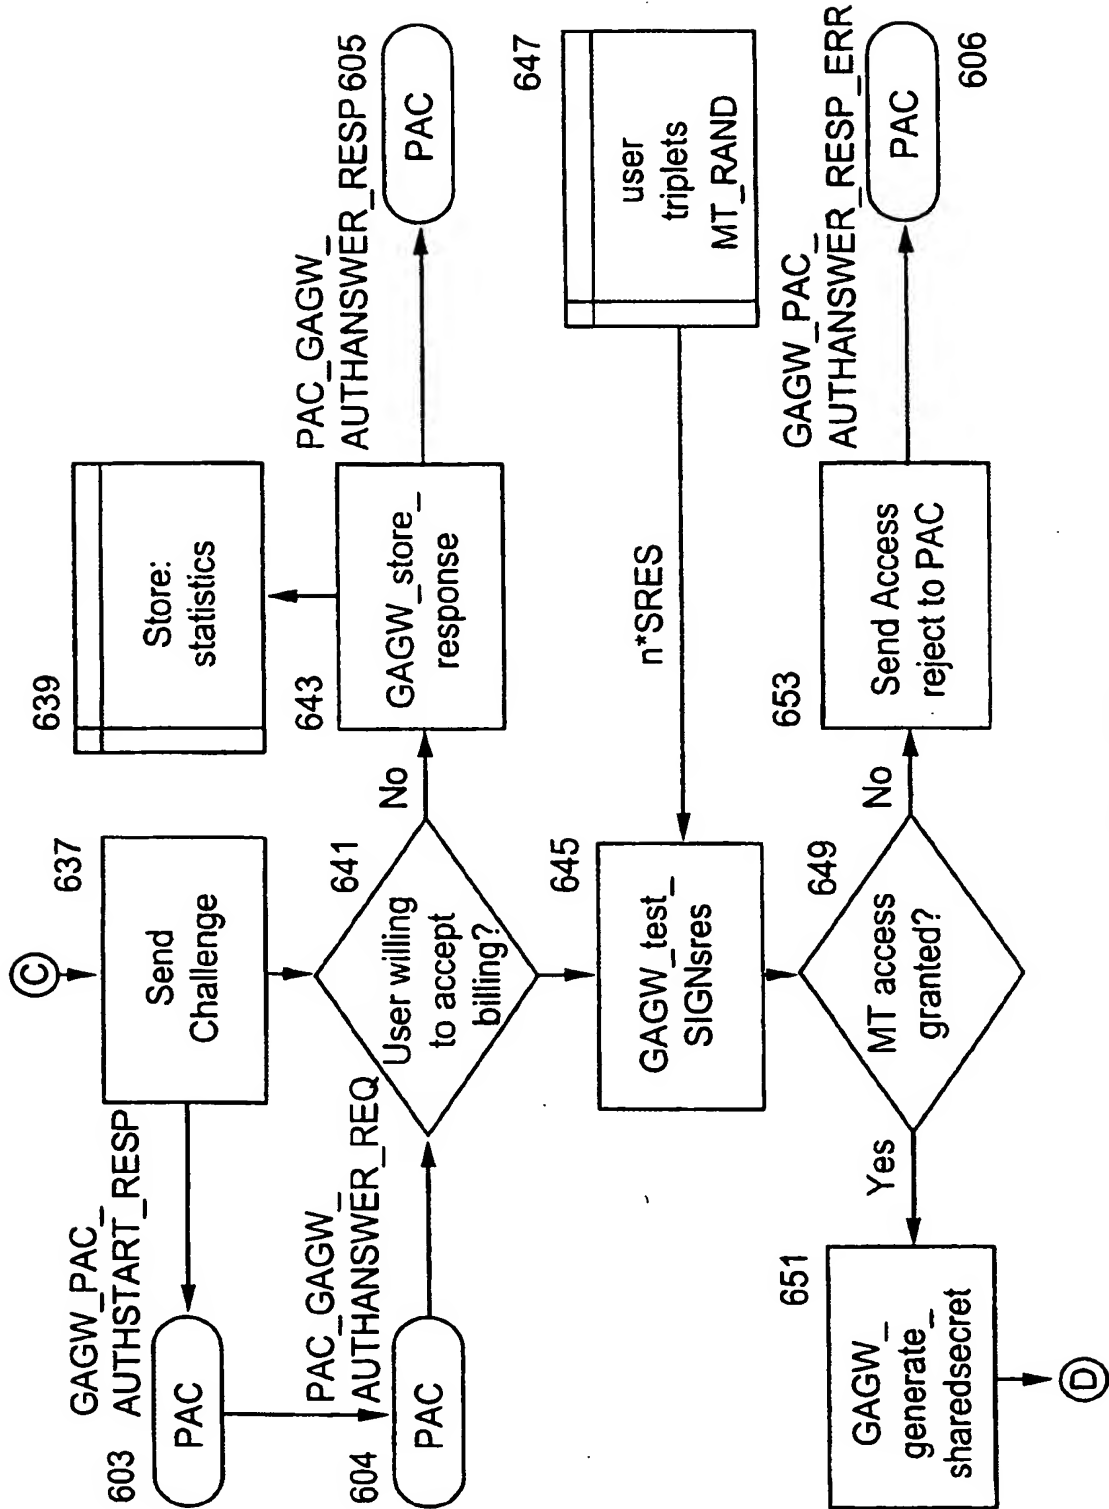 C
637
Send
Challenge
GAGW_PAC_
AUTHSTART_RESP
603
PAC
639
Store:
statistics
PAC_GAGW_
AUTHANSWER_REQ
604
PAC
641
User willing
to accept
billing?
No
643
GAGW_store_
response
PAC_GAGW_
AUTHANSWER_RESP
605
PAC
645
GAGW_test_
SIGNsres
n*SRES
647
user
triplets
MT_RAND
649
MT access
granted?
No
653
Send Access
reject to PAC
GAGW_PAC_
AUTHANSWER_RESP_ERR
606
PAC
Yes
651
GAGW_
generate_
sharedsecret
D